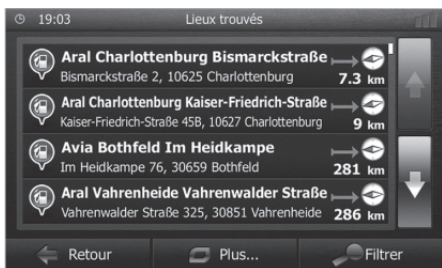 19:03 Lieux trouvés
Aral Charlottenburg Bismarckstraße
Bismarckstraße 2, 10625 Charlottenburg 7.3 km
Aral Charlottenburg Kaiser-Friedrich-Straße
Kaiser-Friedrich-Straße 45B, 10627 Charlottenburg 9 km
Avia Bothfeld Im Heidkampe
Im Heidkampe 76, 30659 Bothfeld 281 km
Aral Vahrenheide Vahrenwalder Straße
Vahrenwalder Straße 325, 30851 Vahrenheide 286 km
Retour Plus... Filtrer